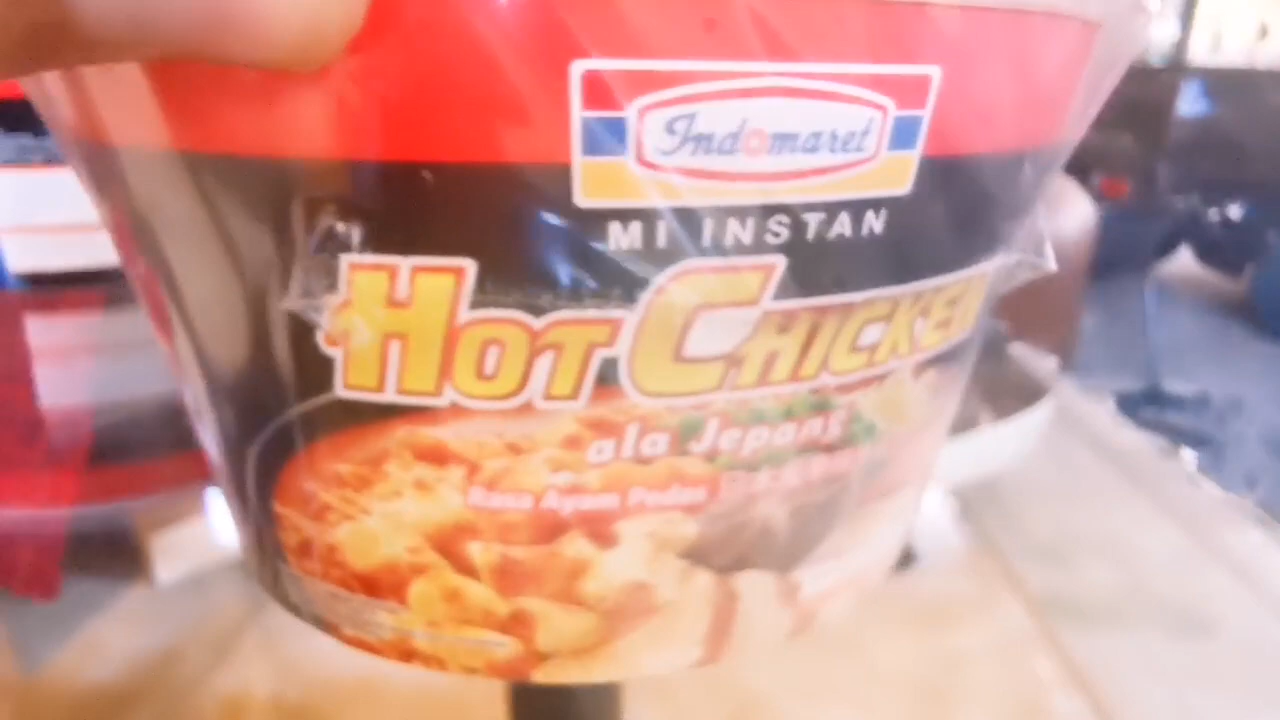 Indomaret
MI INSTAN
HOT CHICKEN
ala Jepang
Rasa Ayam Pedas